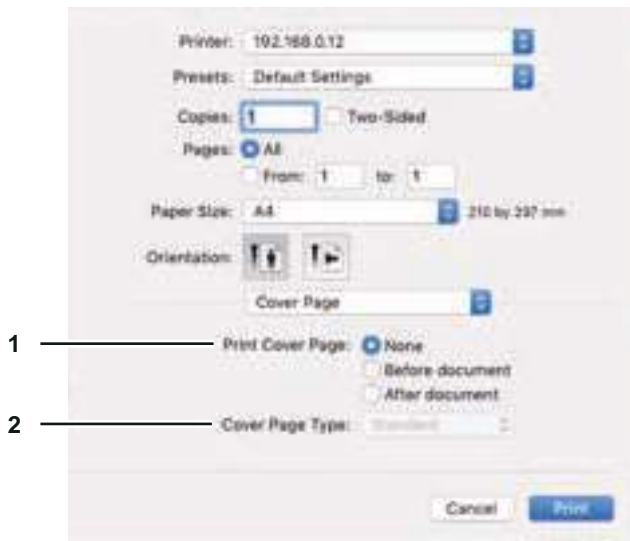 Printer: 192.168.0.12
Presets: Default Settings
Copies: 1 Two-Sided
Pages: All
From: 1 to: 1
Paper Size: A4 210 by 297 mm
Orientation:
Cover Page
1 Print Cover Page: None
Before document
After document
2 Cover Page Type: Standard
Cancel Print